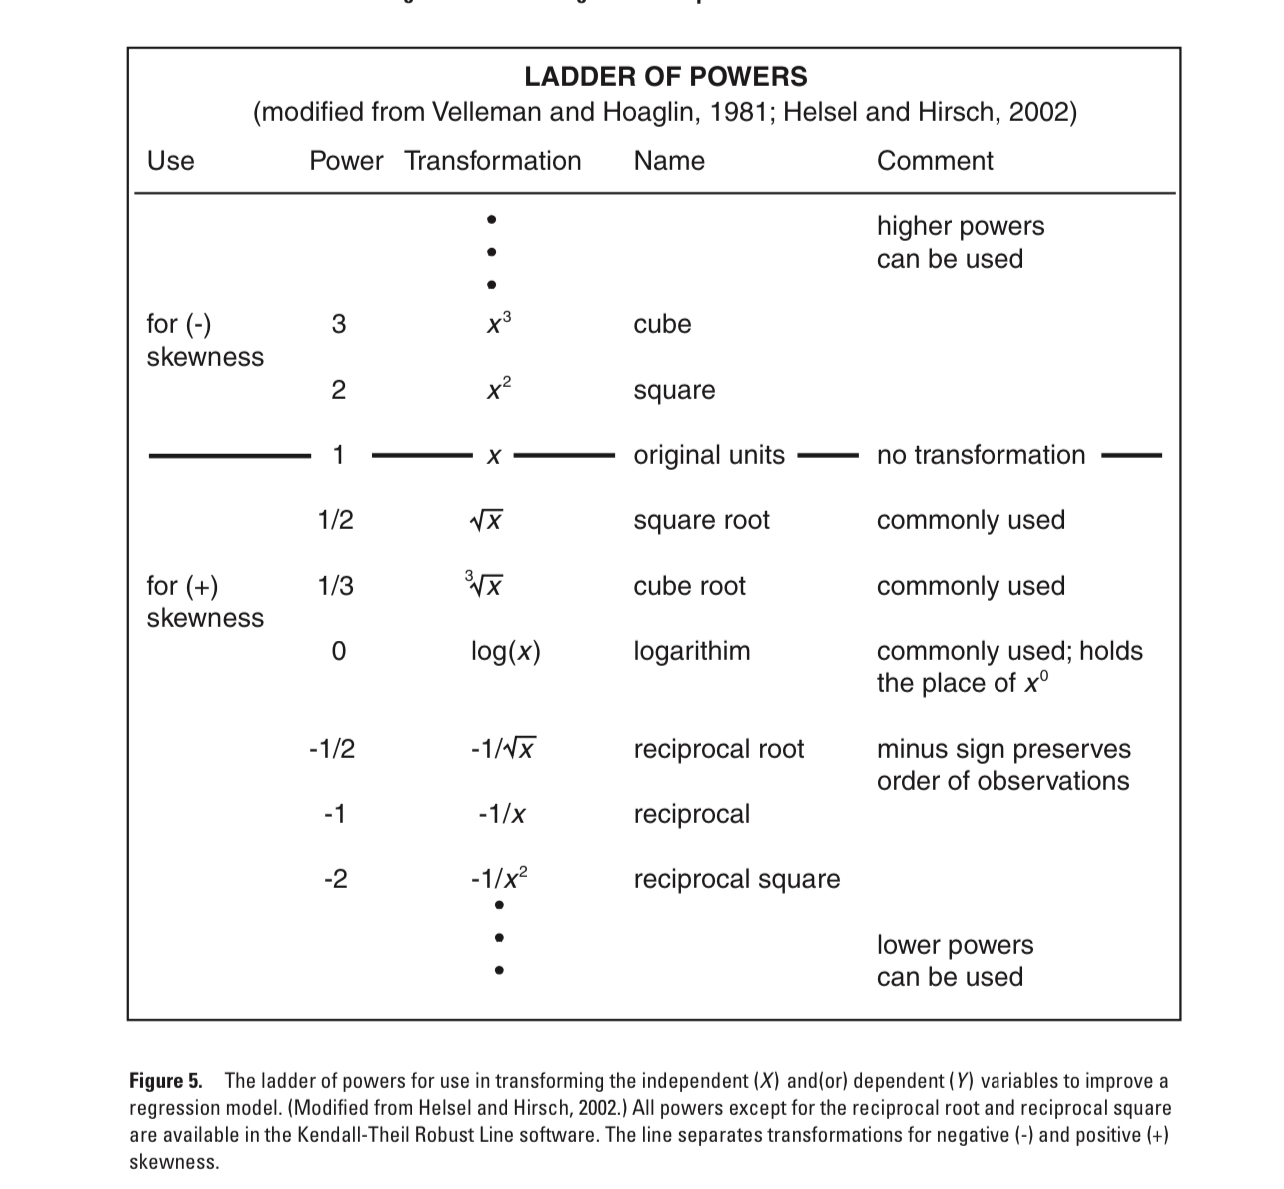 LADDER OF POWERS
(modified from Velleman and Hoaglin, 1981; Helsel and Hirsch, 2002)
Use Power Transformation Name Comment
higher powers
can be used
for (-) 3 x³ cube
skewness
2 x² square
1 x original units no transformation
1/2 √x square root commonly used
for (+) 1/3 ³√x cube root commonly used
skewness
0 log(x) logarithim commonly used; holds
the place of x⁰
-1/2 -1/√x reciprocal root minus sign preserves
order of observations
-1 -1/x reciprocal
-2 -1/x² reciprocal square
lower powers
can be used
Figure 5. The ladder of powers for use in transforming the independent (X) and(or) dependent (Y) variables to improve a
regression model. (Modified from Helsel and Hirsch, 2002.) All powers except for the reciprocal root and reciprocal square
are available in the Kendall-Theil Robust Line software. The line separates transformations for negative (-) and positive (+)
skewness.